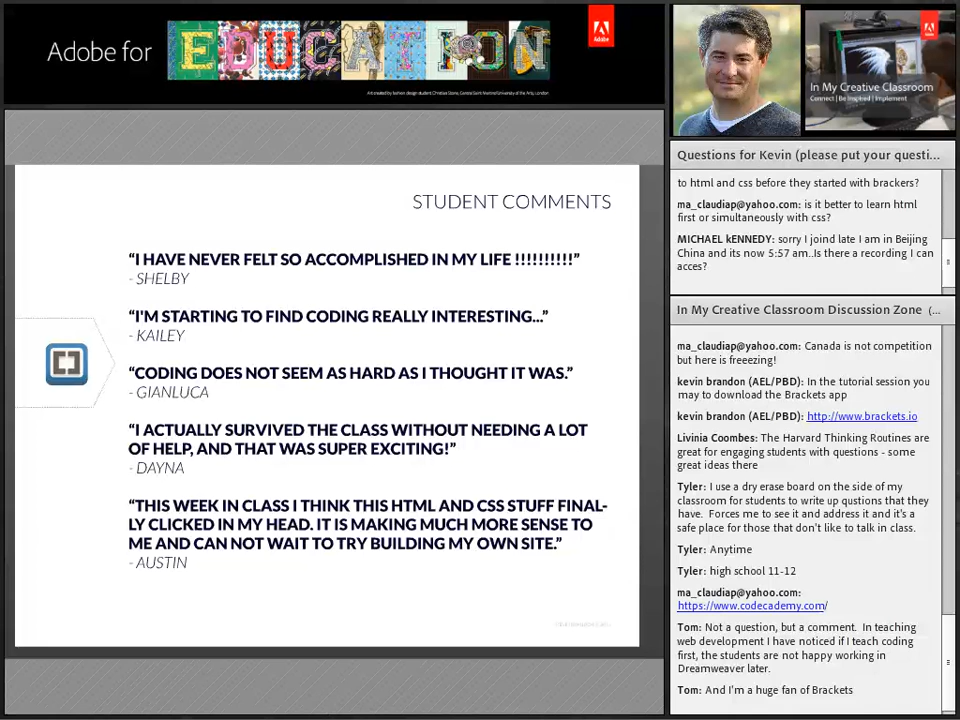 Adobe for EDUCATION
Adobe
STUDENT COMMENTS
“I HAVE NEVER FELT SO ACCOMPLISHED IN MY LIFE !!!!!!!!!!”
- SHELBY
“I'M STARTING TO FIND CODING REALLY INTERESTING...”
- KAILEY
“CODING DOES NOT SEEM AS HARD AS I THOUGHT IT WAS.”
- GIANLUCA
“I ACTUALLY SURVIVED THE CLASS WITHOUT NEEDING A LOT
OF HELP, AND THAT WAS SUPER EXCITING!”
- DAYNA
“THIS WEEK IN CLASS I THINK THIS HTML AND CSS STUFF FINAL-
LY CLICKED IN MY HEAD. IT IS MAKING MUCH MORE SENSE TO
ME AND CAN NOT WAIT TO TRY BUILDING MY OWN SITE.”
- AUSTIN
In My Creative Classroom
Connect | Be Inspired | Implement
Questions for Kevin (please put your questi...
to html and css before they started with brackers?
ma_claudiap@yahoo.com: is it better to learn html
first or simultaneously with css?
MICHAEL kENNEDY: sorry I joind late I am in Beijing
China and its now 5:57 am..Is there a recording I can
acces?
In My Creative Classroom Discussion Zone (...
ma_claudiap@yahoo.com: Canada is not competition
but here is freeezing!
kevin brandon (AEL/PBD): In the tutorial session you
may to download the Brackets app
kevin brandon (AEL/PBD): http://www.brackets.io
Livinia Coombes: The Harvard Thinking Routines are
great for engaging students with questions - some
great ideas there
Tyler: I use a dry erase board on the side of my
classroom for students to write up qustions that they
have.  Forces me to see it and address it and it's a
safe place for those that don't like to talk in class.
Tyler: Anytime
Tyler: high school 11-12
ma_claudiap@yahoo.com:
https://www.codecademy.com/
Tom: Not a question, but a comment.  In teaching
web development I have noticed if I teach coding
first, the students are not happy working in
Dreamweaver later.
Tom: And I'm a huge fan of Brackets